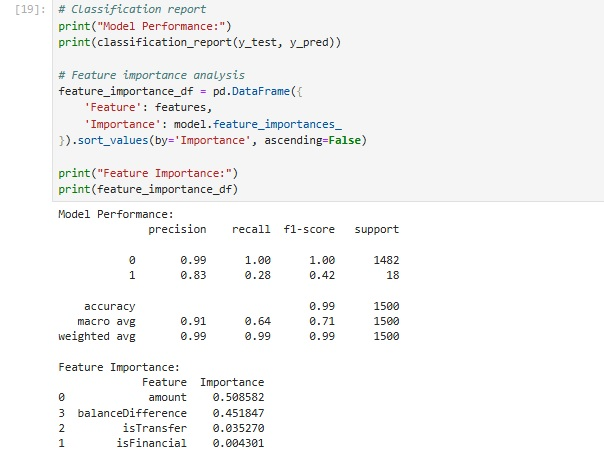 [19]: # Classification report
print("Model Performance:")
print(classification_report(y_test, y_pred))
# Feature importance analysis
feature_importance_df = pd.DataFrame({
'Feature': features,
'Importance': model.feature_importances_
}).sort_values(by='Importance', ascending=False)
print("Feature Importance:")
print(feature_importance_df)
Model Performance:
precision recall f1-score support
0 0.99 1.00 1.00 1482
1 0.83 0.28 0.42 18
accuracy 0.99 1500
macro avg 0.91 0.64 0.71 1500
weighted avg 0.99 0.99 0.99 1500
Feature Importance:
Feature Importance
0 amount 0.508582
3 balanceDifference 0.451847
2 isTransfer 0.035270
1 isFinancial 0.004301